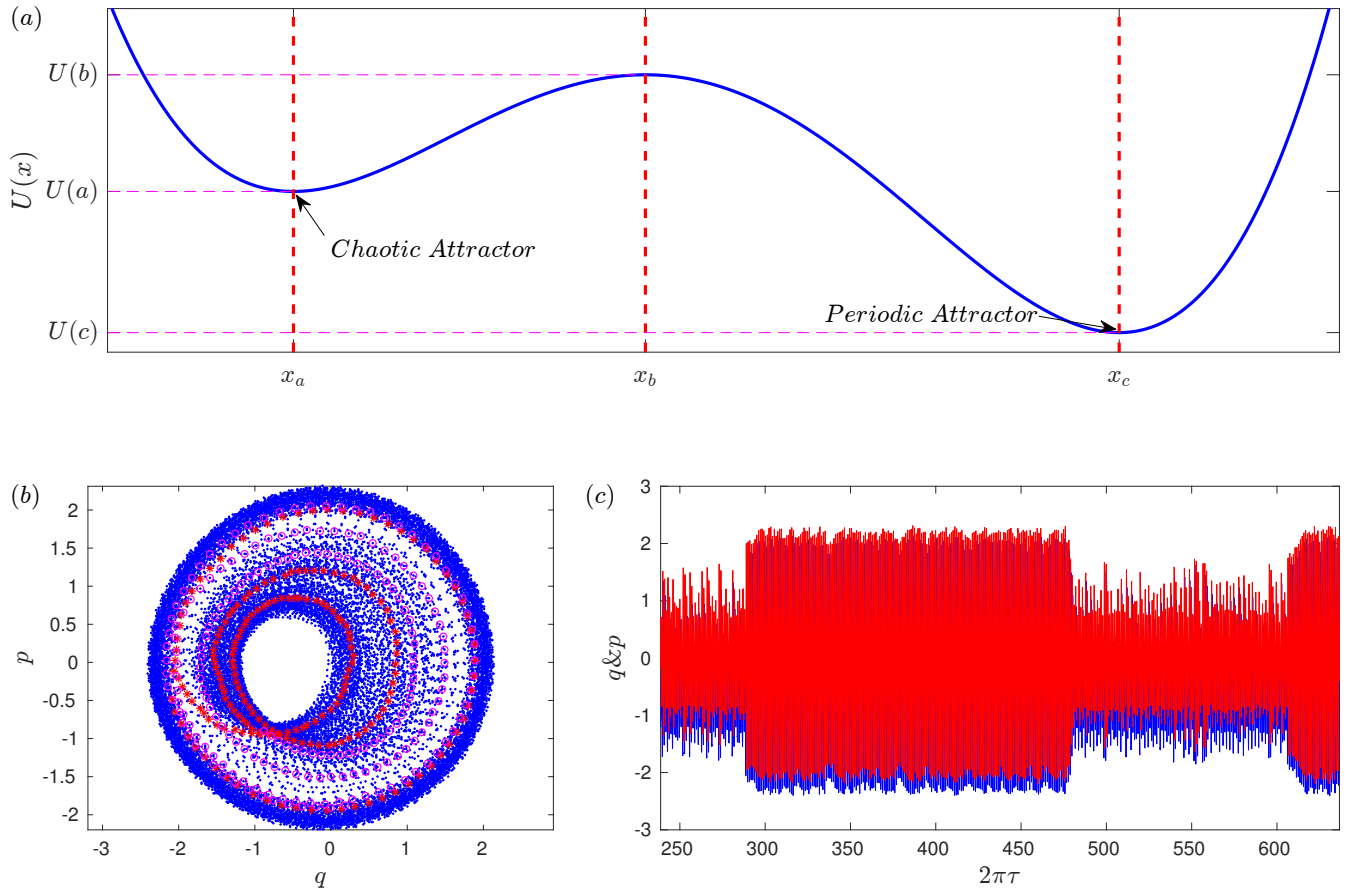 (a)
U(x)
U(b)
U(a)
U(c)
Chaotic Attractor
Periodic Attractor
x_a
x_b
x_c
(b)
p
2
1.5
1
0.5
0
-0.5
-1
-1.5
-2
-3
-2
-1
0
1
2
q
(c)
q&p
3
2
1
0
-1
-2
-3
250
300
350
400
450
500
550
600
2πτ